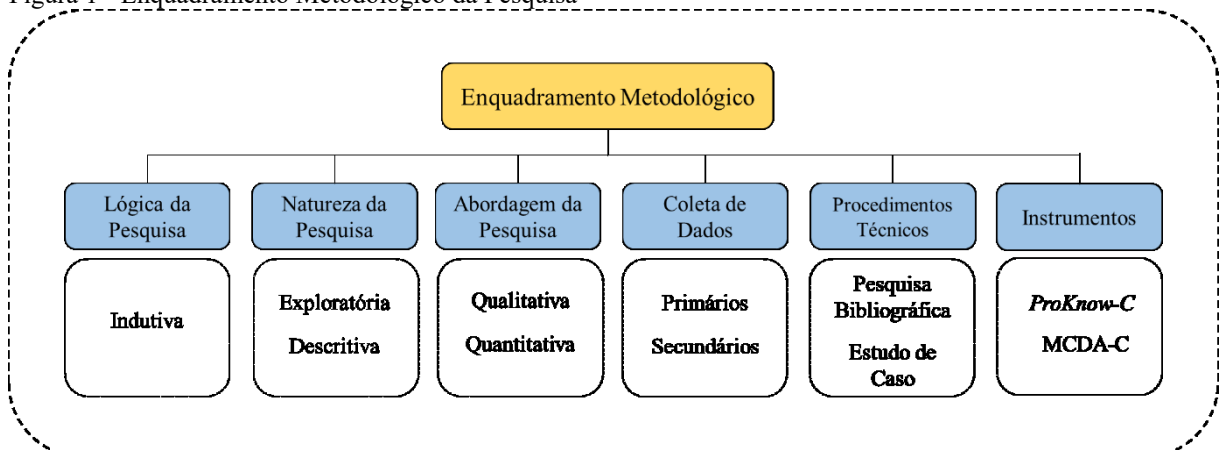 Figura 1 - Enquadramento Metodológico da Pesquisa
Enquadramento Metodológico
Lógica da
Pesquisa
Natureza da
Pesquisa
Abordagem da
Pesquisa
Coleta de
Dados
Procedimentos
Técnicos
Instrumentos
Indutiva
Exploratória
Descritiva
Qualitativa
Quantitativa
Primários
Secundários
Pesquisa
Bibliográfica
Estudo de
Caso
ProKnow-C
MCDA-C